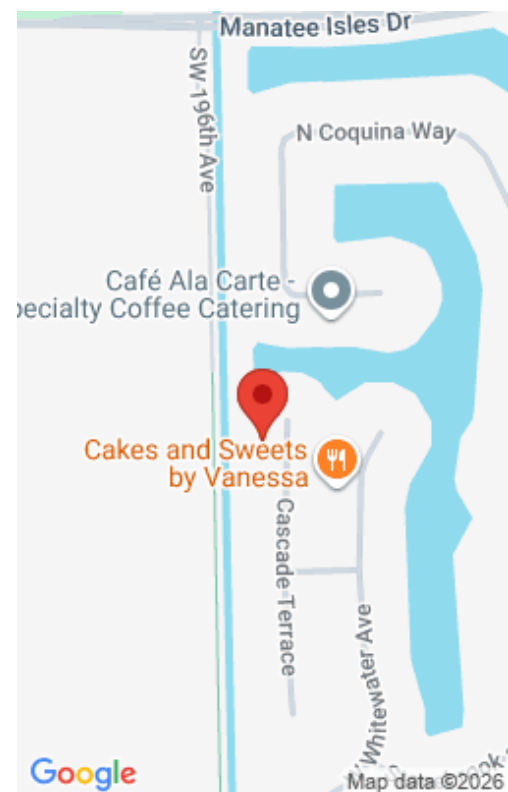 Manatee Isles Dr
SW 196th Ave
N Coquina Way
Café Ala Carte -
pecialty Coffee Catering
Cakes and Sweets
by Vanessa
Cascade Terrace
Whitewater Ave
Google
Map data ©2026